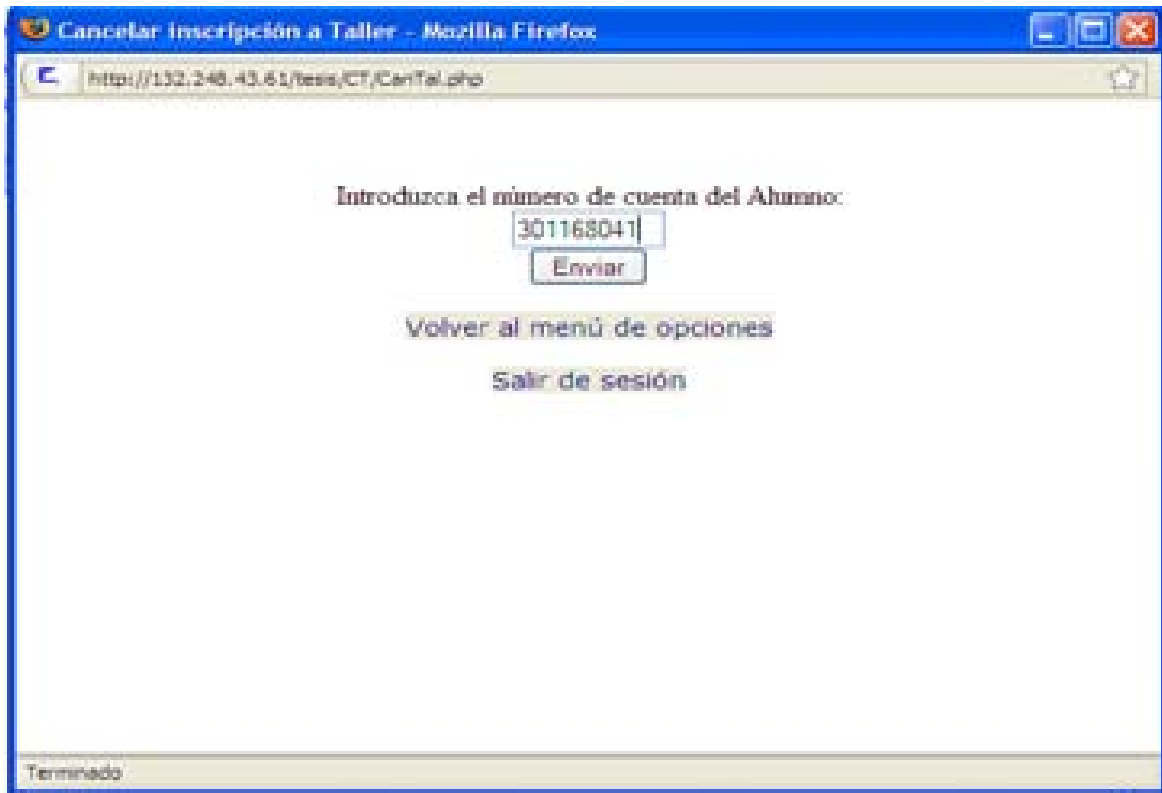 Cancelar inscripción a Taller - Mozilla Firefox
http://132.248.43.61/tesis/CT/CanTal.php
Introduzca el número de cuenta del Alumno:
301168041
Enviar
Volver al menú de opciones
Salir de sesión
Terminado